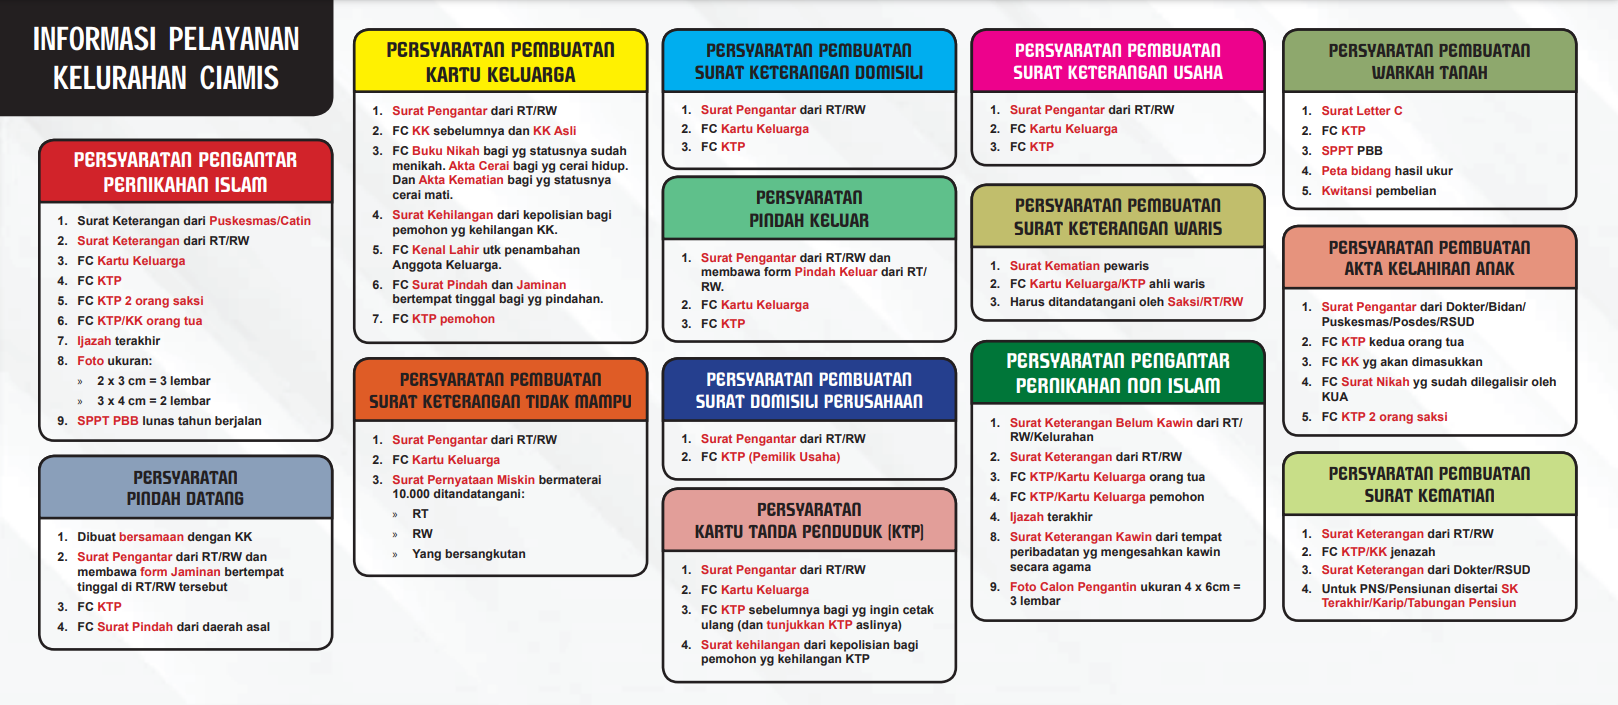 INFORMASI PELAYANAN
KELURAHAN CIAMIS
PERSYARATAN PENGANTAR
PERNIKAHAN ISLAM
1. Surat Keterangan dari Puskesmas/Catin
2. Surat Keterangan dari RT/RW
3. FC Kartu Keluarga
4. FC KTP
5. FC KTP 2 orang saksi
6. FC KTP/KK orang tua
7. Ijazah terakhir
8. Foto ukuran:
» 2 x 3 cm = 3 lembar
» 3 x 4 cm = 2 lembar
9. SPPT PBB lunas tahun berjalan
PERSYARATAN
PINDAH DATANG
1. Dibuat bersamaan dengan KK
2. Surat Pengantar dari RT/RW dan
membawa form Jaminan bertempat
tinggal di RT/RW tersebut
3. FC KTP
4. FC Surat Pindah dari daerah asal
PERSYARATAN PEMBUATAN
KARTU KELUARGA
1. Surat Pengantar dari RT/RW
2. FC KK sebelumnya dan KK Asli
3. FC Buku Nikah bagi yg statusnya sudah
menikah. Akta Cerai bagi yg cerai hidup.
Dan Akta Kematian bagi yg statusnya
cerai mati.
4. Surat Kehilangan dari kepolisian bagi
pemohon yg kehilangan KK.
5. FC Kenal Lahir utk penambahan
Anggota Keluarga.
6. FC Surat Pindah dan Jaminan
bertempat tinggal bagi yg pindahan.
7. FC KTP pemohon
PERSYARATAN PEMBUATAN
SURAT KETERANGAN TIDAK MAMPU
1. Surat Pengantar dari RT/RW
2. FC Kartu Keluarga
3. Surat Pernyataan Miskin bermaterai
10.000 ditandatangani:
» RT
» RW
» Yang bersangkutan
PERSYARATAN PEMBUATAN
SURAT KETERANGAN DOMISILI
1. Surat Pengantar dari RT/RW
2. FC Kartu Keluarga
3. FC KTP
PERSYARATAN
PINDAH KELUAR
1. Surat Pengantar dari RT/RW dan
membawa form Pindah Keluar dari RT/
RW.
2. FC Kartu Keluarga
3. FC KTP
PERSYARATAN PEMBUATAN
SURAT DOMISILI PERUSAHAAN
1. Surat Pengantar dari RT/RW
2. FC KTP (Pemilik Usaha)
PERSYARATAN
KARTU TANDA PENDUDUK (KTP)
1. Surat Pengantar dari RT/RW
2. FC Kartu Keluarga
3. FC KTP sebelumnya bagi yg ingin cetak
ulang (dan tunjukkan KTP aslinya)
4. Surat kehilangan dari kepolisian bagi
pemohon yg kehilangan KTP
PERSYARATAN PEMBUATAN
SURAT KETERANGAN USAHA
1. Surat Pengantar dari RT/RW
2. FC Kartu Keluarga
3. FC KTP
PERSYARATAN PEMBUATAN
SURAT KETERANGAN WARIS
1. Surat Kematian pewaris
2. FC Kartu Keluarga/KTP ahli waris
3. Harus ditandatangani oleh Saksi/RT/RW
PERSYARATAN PENGANTAR
PERNIKAHAN NON ISLAM
1. Surat Keterangan Belum Kawin dari RT/
RW/Kelurahan
2. Surat Keterangan dari RT/RW
3. FC KTP/Kartu Keluarga orang tua
4. FC KTP/Kartu Keluarga pemohon
4. Ijazah terakhir
8. Surat Keterangan Kawin dari tempat
peribadatan yg mengesahkan kawin
secara agama
9. Foto Calon Pengantin ukuran 4 x 6cm =
3 lembar
PERSYARATAN PEMBUATAN
WARKAH TANAH
1. Surat Letter C
2. FC KTP
3. SPPT PBB
4. Peta bidang hasil ukur
5. Kwitansi pembelian
PERSYARATAN PEMBUATAN
AKTA KELAHIRAN ANAK
1. Surat Pengantar dari Dokter/Bidan/
Puskesmas/Posdes/RSUD
2. FC KTP kedua orang tua
3. FC KK yg akan dimasukkan
4. FC Surat Nikah yg sudah dilegalisir oleh
KUA
5. FC KTP 2 orang saksi
PERSYARATAN PEMBUATAN
SURAT KEMATIAN
1. Surat Keterangan dari RT/RW
2. FC KTP/KK jenazah
3. Surat Keterangan dari Dokter/RSUD
4. Untuk PNS/Pensiunan disertai SK
Terakhir/Karip/Tabungan Pensiun